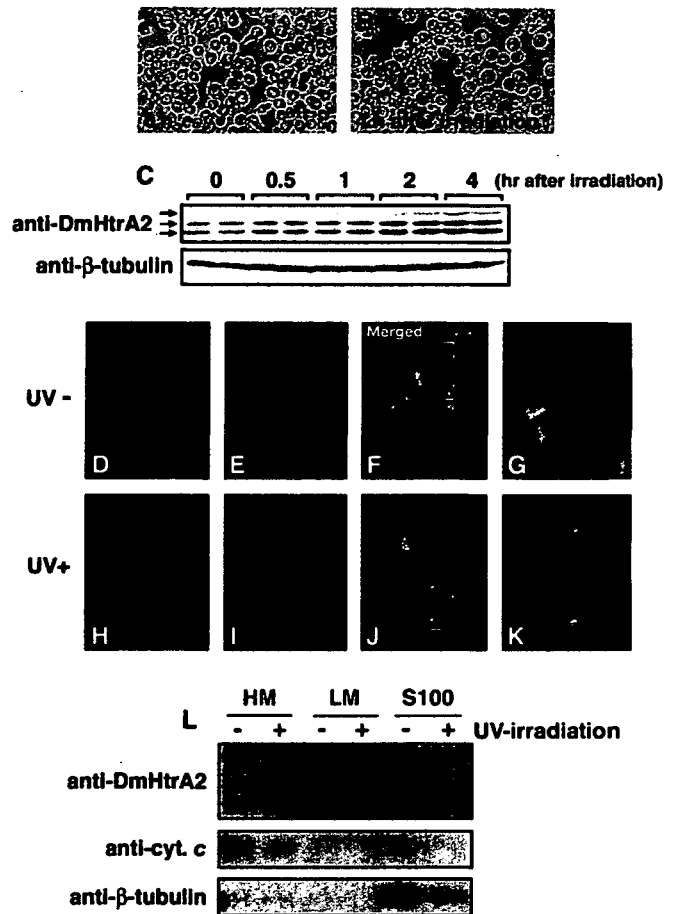 C 0 0.5 1 2 4 (hr after irradiation)
anti-DmHtrA2
anti-β-tubulin
Merged
UV -
D E F G
UV+
H I J K
L HM LM S100
- + - + - + UV-irradiation
anti-DmHtrA2
anti-cyt. c
anti-β-tubulin